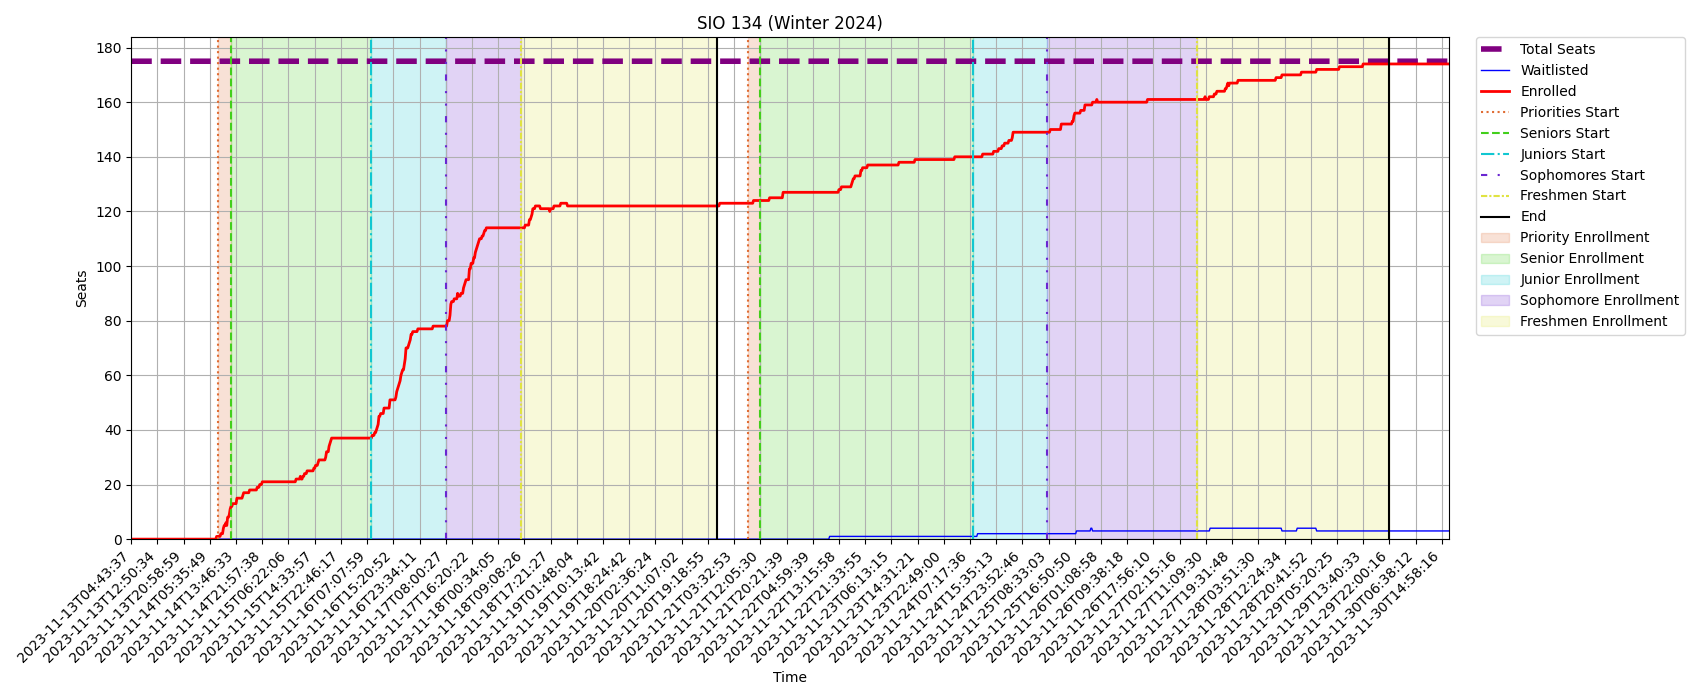 SIO 134 (Winter 2024)
Seats
180
160
140
120
100
80
60
40
20
0
2023-11-13T04:43:37
2023-11-13T12:50:34
2023-11-13T20:58:59
2023-11-14T05:35:49
2023-11-14T13:46:33
2023-11-14T21:57:38
2023-11-15T06:22:06
2023-11-15T14:33:57
2023-11-15T22:46:17
2023-11-16T07:07:59
2023-11-16T15:20:52
2023-11-16T23:34:11
2023-11-17T08:00:27
2023-11-17T16:20:22
2023-11-18T00:34:05
2023-11-18T09:08:26
2023-11-18T17:21:27
2023-11-19T01:48:04
2023-11-19T10:13:42
2023-11-19T18:24:42
2023-11-20T02:36:24
2023-11-20T11:07:02
2023-11-20T19:18:55
2023-11-21T03:32:53
2023-11-21T12:05:30
2023-11-21T20:21:39
2023-11-22T04:59:39
2023-11-22T13:15:58
2023-11-22T21:33:55
2023-11-23T06:13:15
2023-11-23T14:31:21
2023-11-23T22:49:00
2023-11-24T07:17:36
2023-11-24T15:35:13
2023-11-24T23:52:46
2023-11-25T08:33:03
2023-11-25T16:50:50
2023-11-26T01:08:58
2023-11-26T09:38:18
2023-11-26T17:56:10
2023-11-27T02:15:16
2023-11-27T11:09:30
2023-11-27T19:31:48
2023-11-28T03:51:30
2023-11-28T12:24:34
2023-11-28T20:41:52
2023-11-29T05:20:25
2023-11-29T13:40:33
2023-11-29T22:00:16
2023-11-30T06:38:12
2023-11-30T14:58:16
Time
Total Seats
Waitlisted
Enrolled
Priorities Start
Seniors Start
Juniors Start
Sophomores Start
Freshmen Start
End
Priority Enrollment
Senior Enrollment
Junior Enrollment
Sophomore Enrollment
Freshmen Enrollment